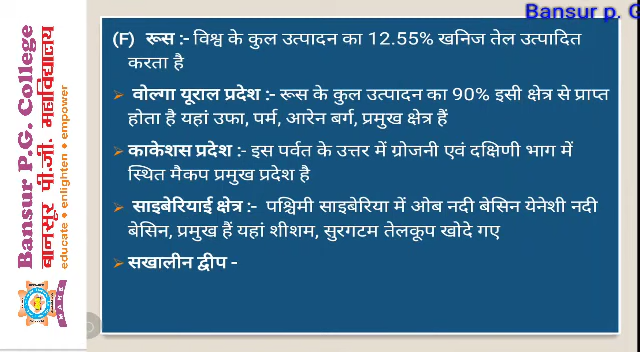 Bansur p. G
(F) रूस :- विश्व के कुल उत्पादन का 12.55% खनिज तेल उत्पादित
करता है
वोल्गा यूराल प्रदेश :- रूस के कुल उत्पादन का 90% इसी क्षेत्र से प्राप्त
होता है यहां उफा, पर्म, आरेन बर्ग, प्रमुख क्षेत्र हैं
काकेशस प्रदेश :- इस पर्वत के उत्तर में ग्रोजनी एवं दक्षिणी भाग में
स्थित मैकप प्रमुख प्रदेश है
साइबेरियाई क्षेत्र :- पश्चिमी साइबेरिया में ओब नदी बेसिन येनेशी नदी
बेसिन, प्रमुख हैं यहां शीशम, सुरगटम तेलकूप खोदे गए
सखालीन द्वीप -
Bansur P.G. College
बानसूर पी.जी. महाविद्यालय
educate • enlighten • empower